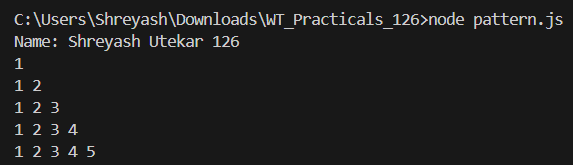 C:\Users\Shreyash\Downloads\WT_Practicals_126>node pattern.js
Name: Shreyash Utekar 126
1
1 2
1 2 3
1 2 3 4
1 2 3 4 5